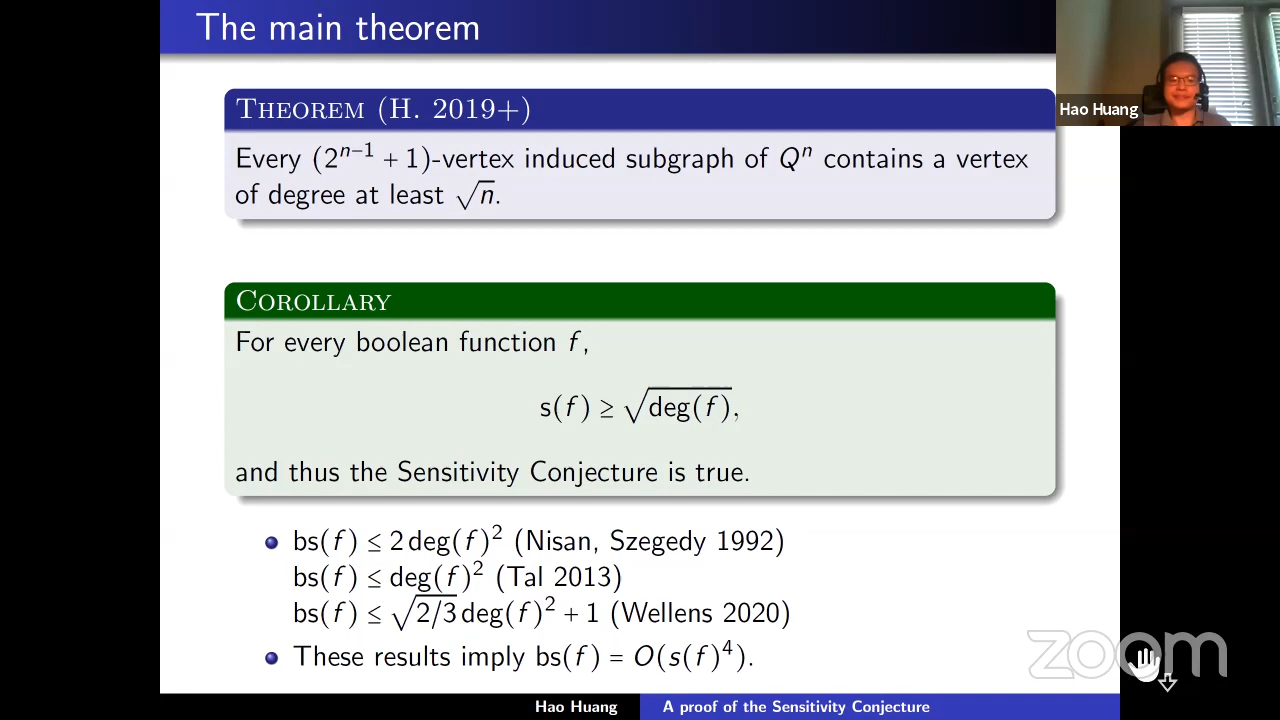 The main theorem
THEOREM (H. 2019+)
Every (2^{n−1} + 1)-vertex induced subgraph of Q^n contains a vertex
of degree at least √n.
COROLLARY
For every boolean function f,
s(f) ≥ √deg(f),
and thus the Sensitivity Conjecture is true.
bs(f) ≤ 2 deg(f)^2 (Nisan, Szegedy 1992)
bs(f) ≤ deg(f)^2 (Tal 2013)
bs(f) ≤ √2/3 deg(f)^2 + 1 (Wellens 2020)
These results imply bs(f) = O(s(f)^4).
Hao Huang
A proof of the Sensitivity Conjecture
Hao Huang
zoom